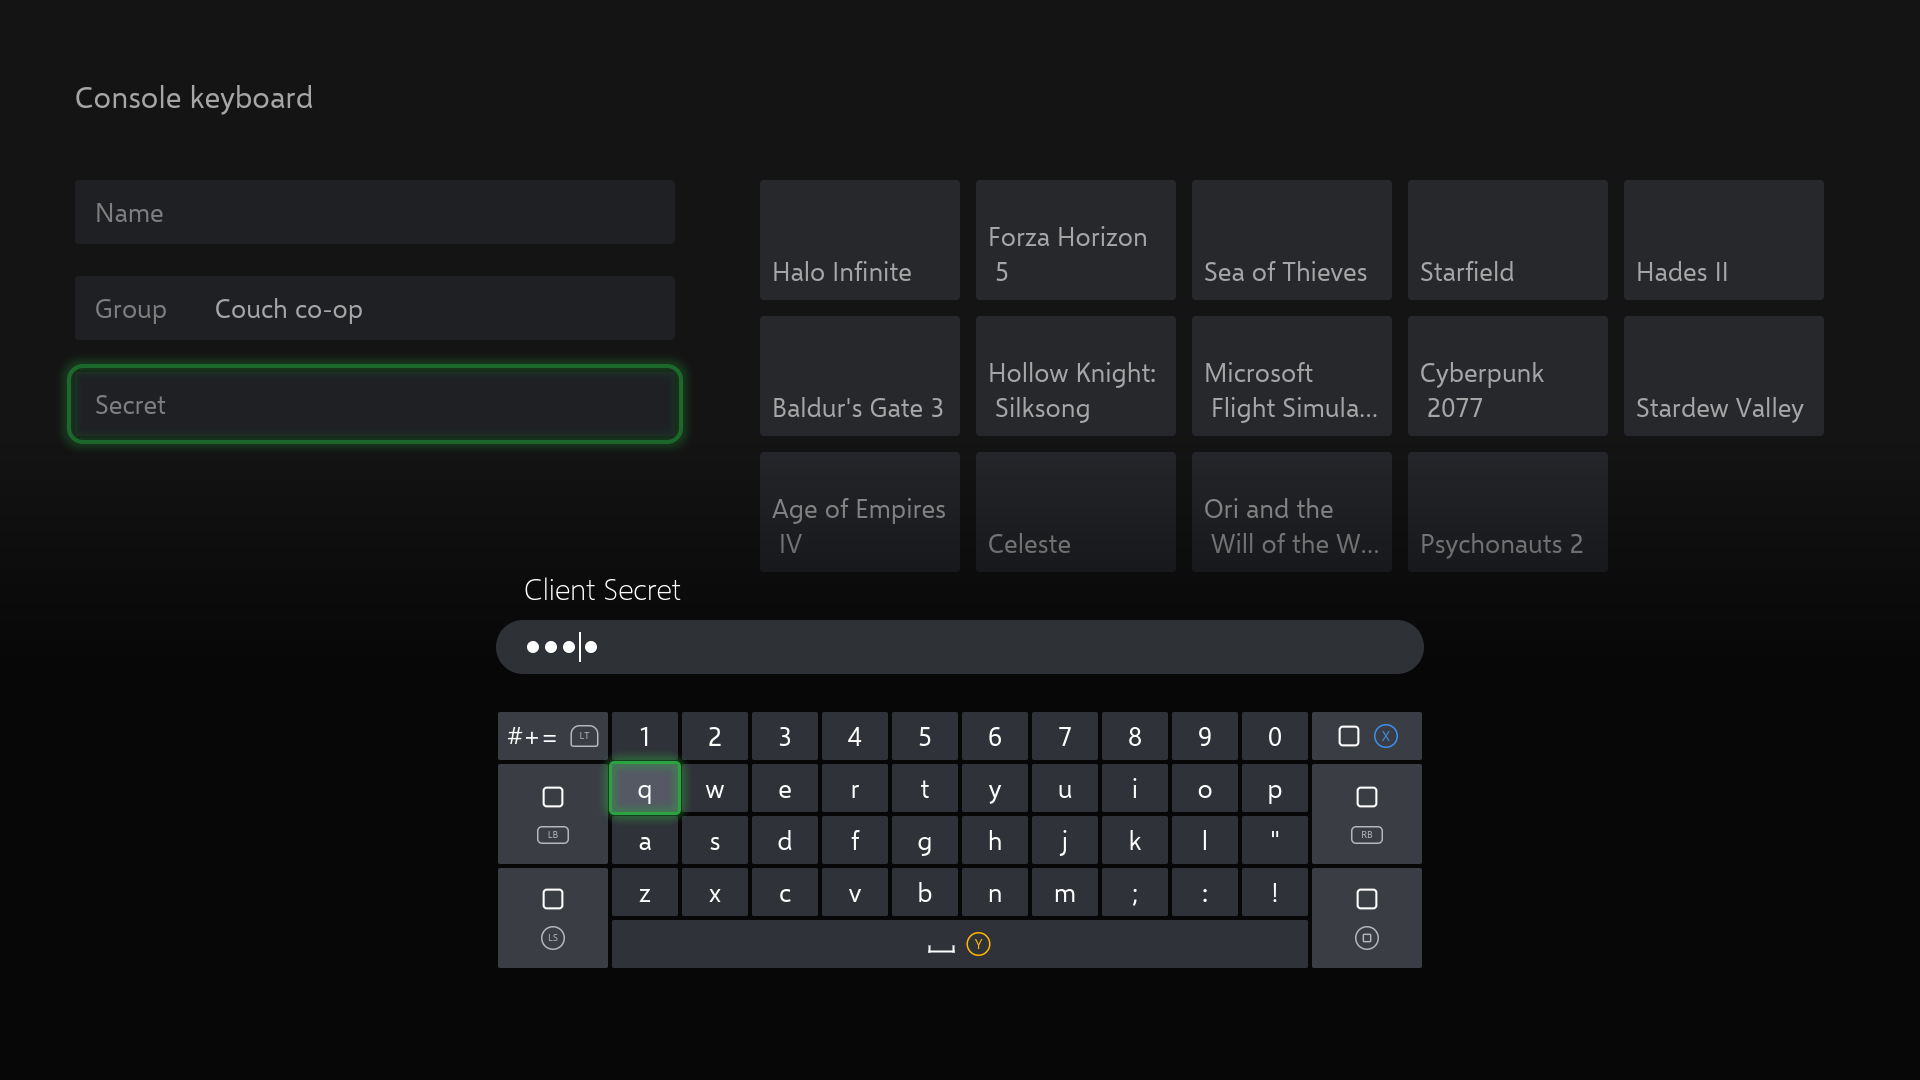 Console keyboard
Name
Group Couch co-op
Secret
Halo Infinite
Forza Horizon
5
Sea of Thieves
Starfield
Hades II
Baldur's Gate 3
Hollow Knight:
Silksong
Microsoft
Flight Simula...
Cyberpunk
2077
Stardew Valley
Age of Empires
IV
Celeste
Ori and the
Will of the W...
Psychonauts 2
Client Secret
#+= LT 1 2 3 4 5 6 7 8 9 0 X
q w e r t y u i o p
LB RB
a s d f g h j k l "
z x c v b n m ; : !
LS Y